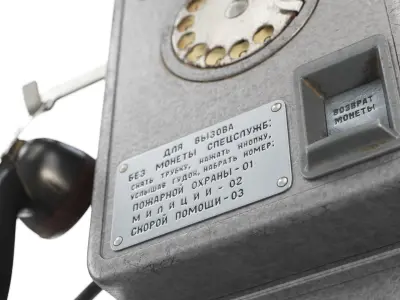 ДЛЯ ВЫЗОВА
БЕЗ МОНЕТЫ СПЕЦСЛУЖБ:
СНЯТЬ ТРУБКУ, НАЖАТЬ КНОПКУ,
УСЛЫШАВ ГУДОК, НАБРАТЬ НОМЕР:
ПОЖАРНОЙ ОХРАНЫ-01
МИЛИЦИИ-02
СКОРОЙ ПОМОЩИ-03
ВОЗВРАТ
МОНЕТЫ